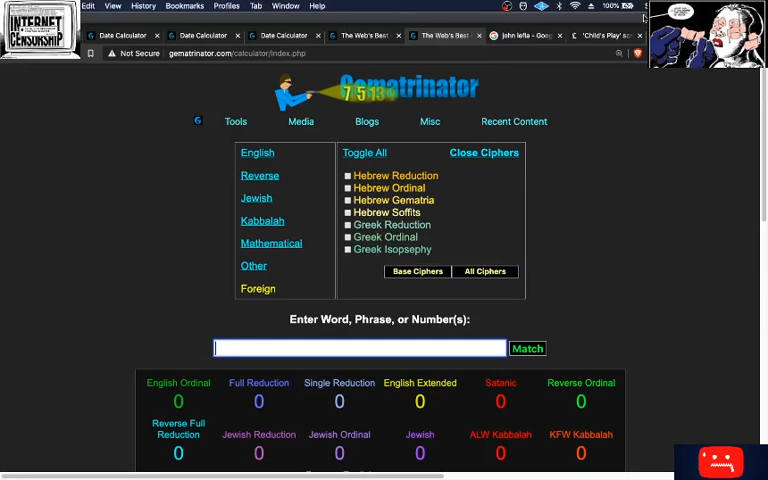 Edit View History Bookmarks Profiles Tab Window Help 100%
INTERNET
CENSORSHIP
Date Calculator Date Calculator Date Calculator The Web's Best The Web's Best john lefla - Goog 'Child's Play' scr
Not Secure gematrinator.com/calculator/index.php
Gematrinator
7 5 13
Tools Media Blogs Misc Recent Content
English
Reverse
Jewish
Kabbalah
Mathematical
Other
Foreign
Toggle All Close Ciphers
Hebrew Reduction
Hebrew Ordinal
Hebrew Gematria
Hebrew Soffits
Greek Reduction
Greek Ordinal
Greek Isopsephy
Base Ciphers All Ciphers
Enter Word, Phrase, or Number(s):
Match
English Ordinal Full Reduction Single Reduction English Extended Satanic Reverse Ordinal
0 0 0 0 0 0
Reverse Full
Reduction Jewish Reduction Jewish Ordinal Jewish ALW Kabbalah KFW Kabbalah
0 0 0 0 0 0